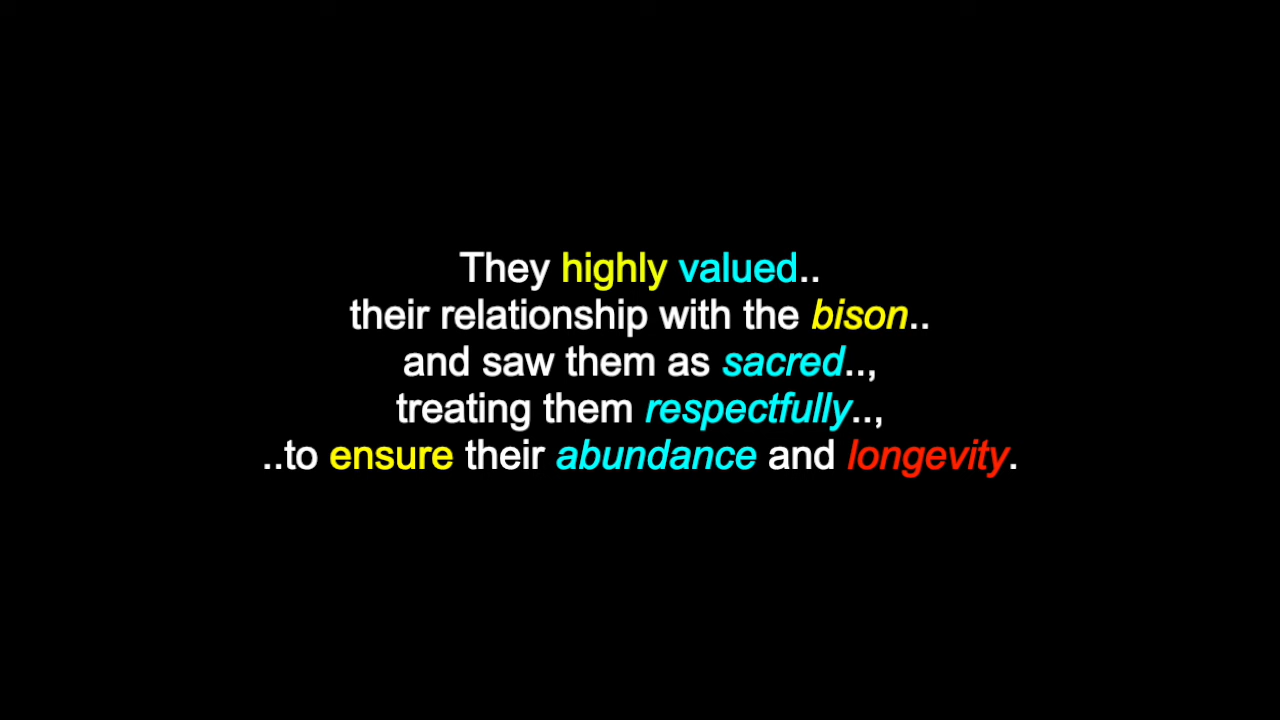 They highly valued..
their relationship with the bison..
and saw them as sacred..,
treating them respectfully..,
..to ensure their abundance and longevity.